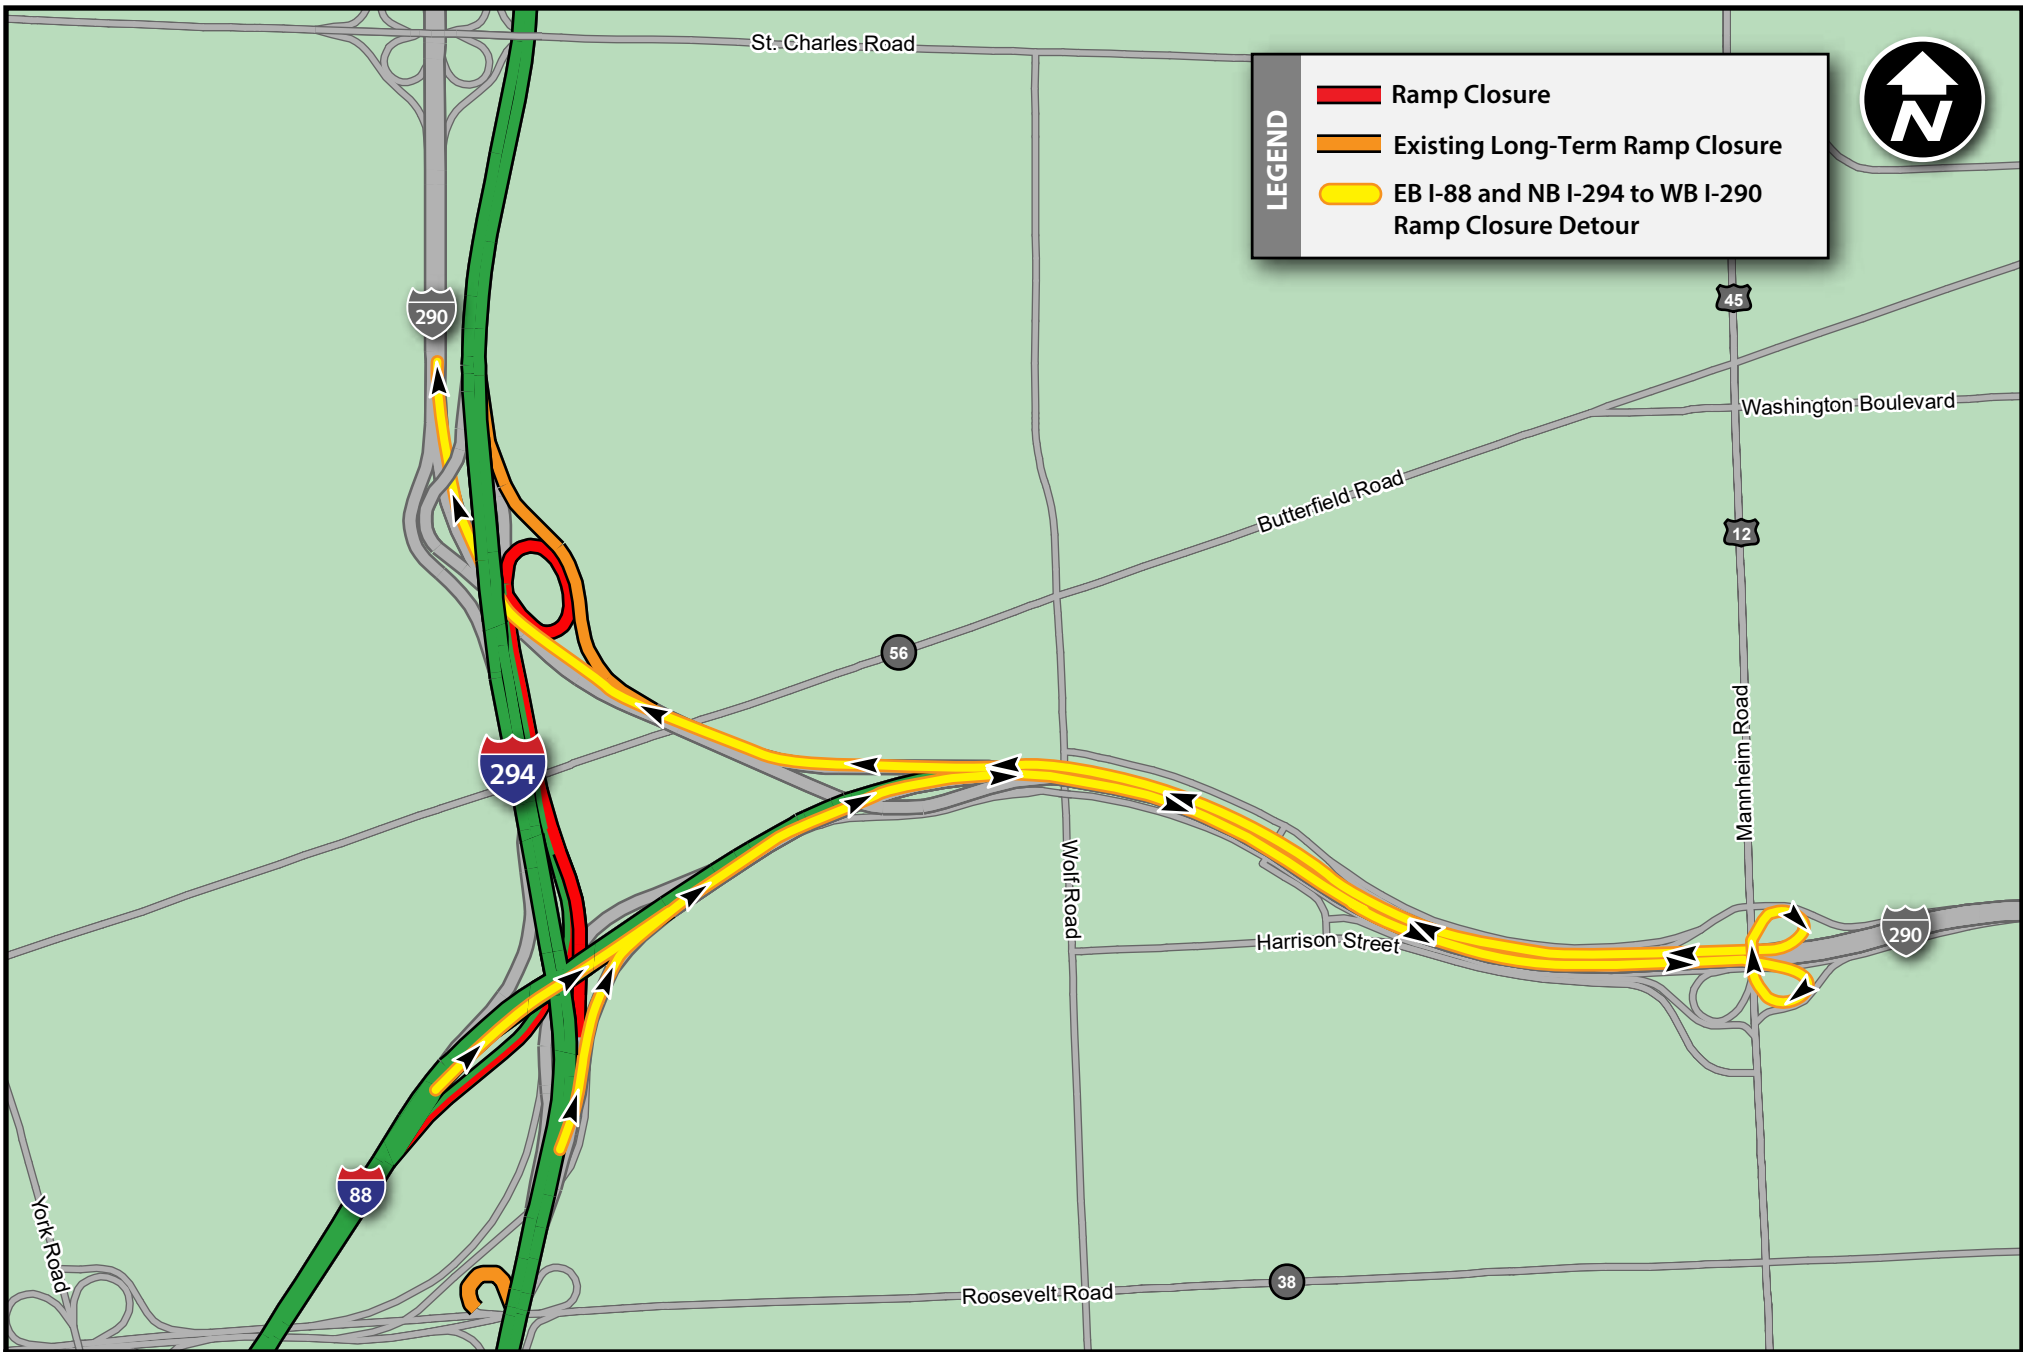 St. Charles Road
LEGEND
Ramp Closure
Existing Long-Term Ramp Closure
EB I-88 and NB I-294 to WB I-290
Ramp Closure Detour
N
290
45
Washington Boulevard
Butterfield Road
12
56
294
Mannheim Road
Wolf Road
Harrison Street
290
88
York Road
Roosevelt Road
38